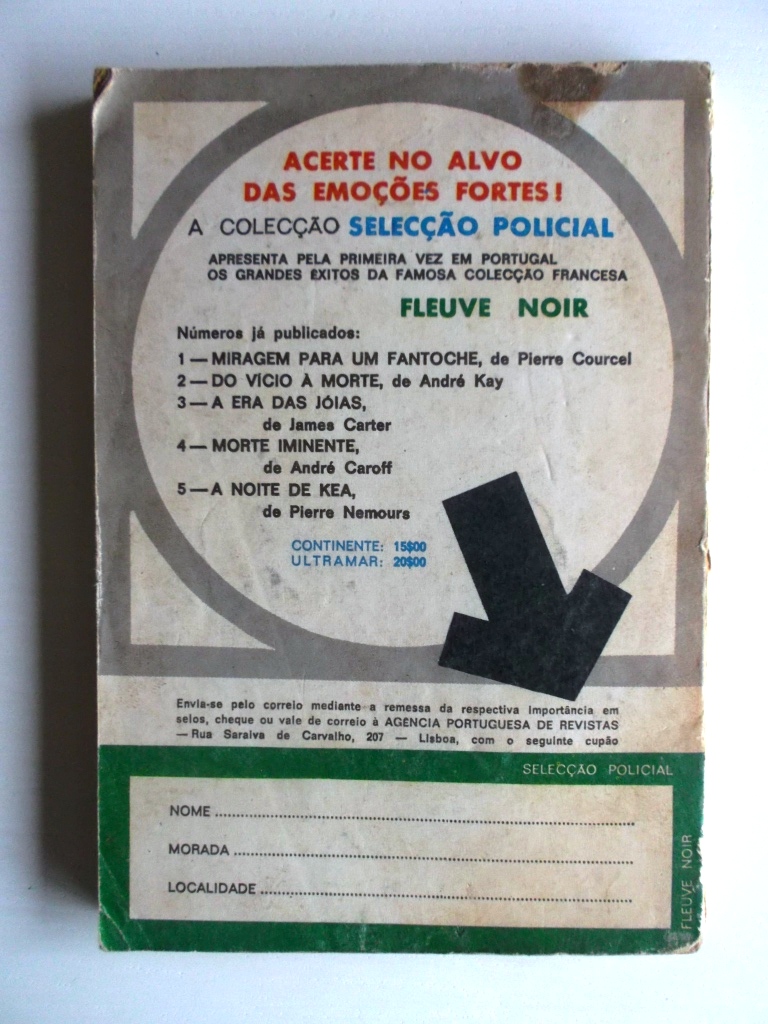 ACERTE NO ALVO
DAS EMOÇÕES FORTES!
A COLECÇÃO SELECÇÃO POLICIAL
APRESENTA PELA PRIMEIRA VEZ EM PORTUGAL
OS GRANDES ÊXITOS DA FAMOSA COLECÇÃO FRANCESA
FLEUVE NOIR
Números já publicados:
1 — MIRAGEM PARA UM FANTOCHE, de Pierre Courcel
2 — DO VÍCIO À MORTE, de André Kay
3 — A ERA DAS JÓIAS,
de James Carter
4 — MORTE IMINENTE,
de André Caroff
5 — A NOITE DE KEA,
de Pierre Nemours
CONTINENTE: 15$00
ULTRAMAR: 20$00
Envia-se pelo correio mediante a remessa da respectiva importância em
selos, cheque ou vale de correio à AGÊNCIA PORTUGUESA DE REVISTAS
— Rua Saraiva de Carvalho, 207 — Lisboa, com o seguinte cupão
SELECÇÃO POLICIAL
NOME
MORADA
LOCALIDADE
FLEUVE NOIR